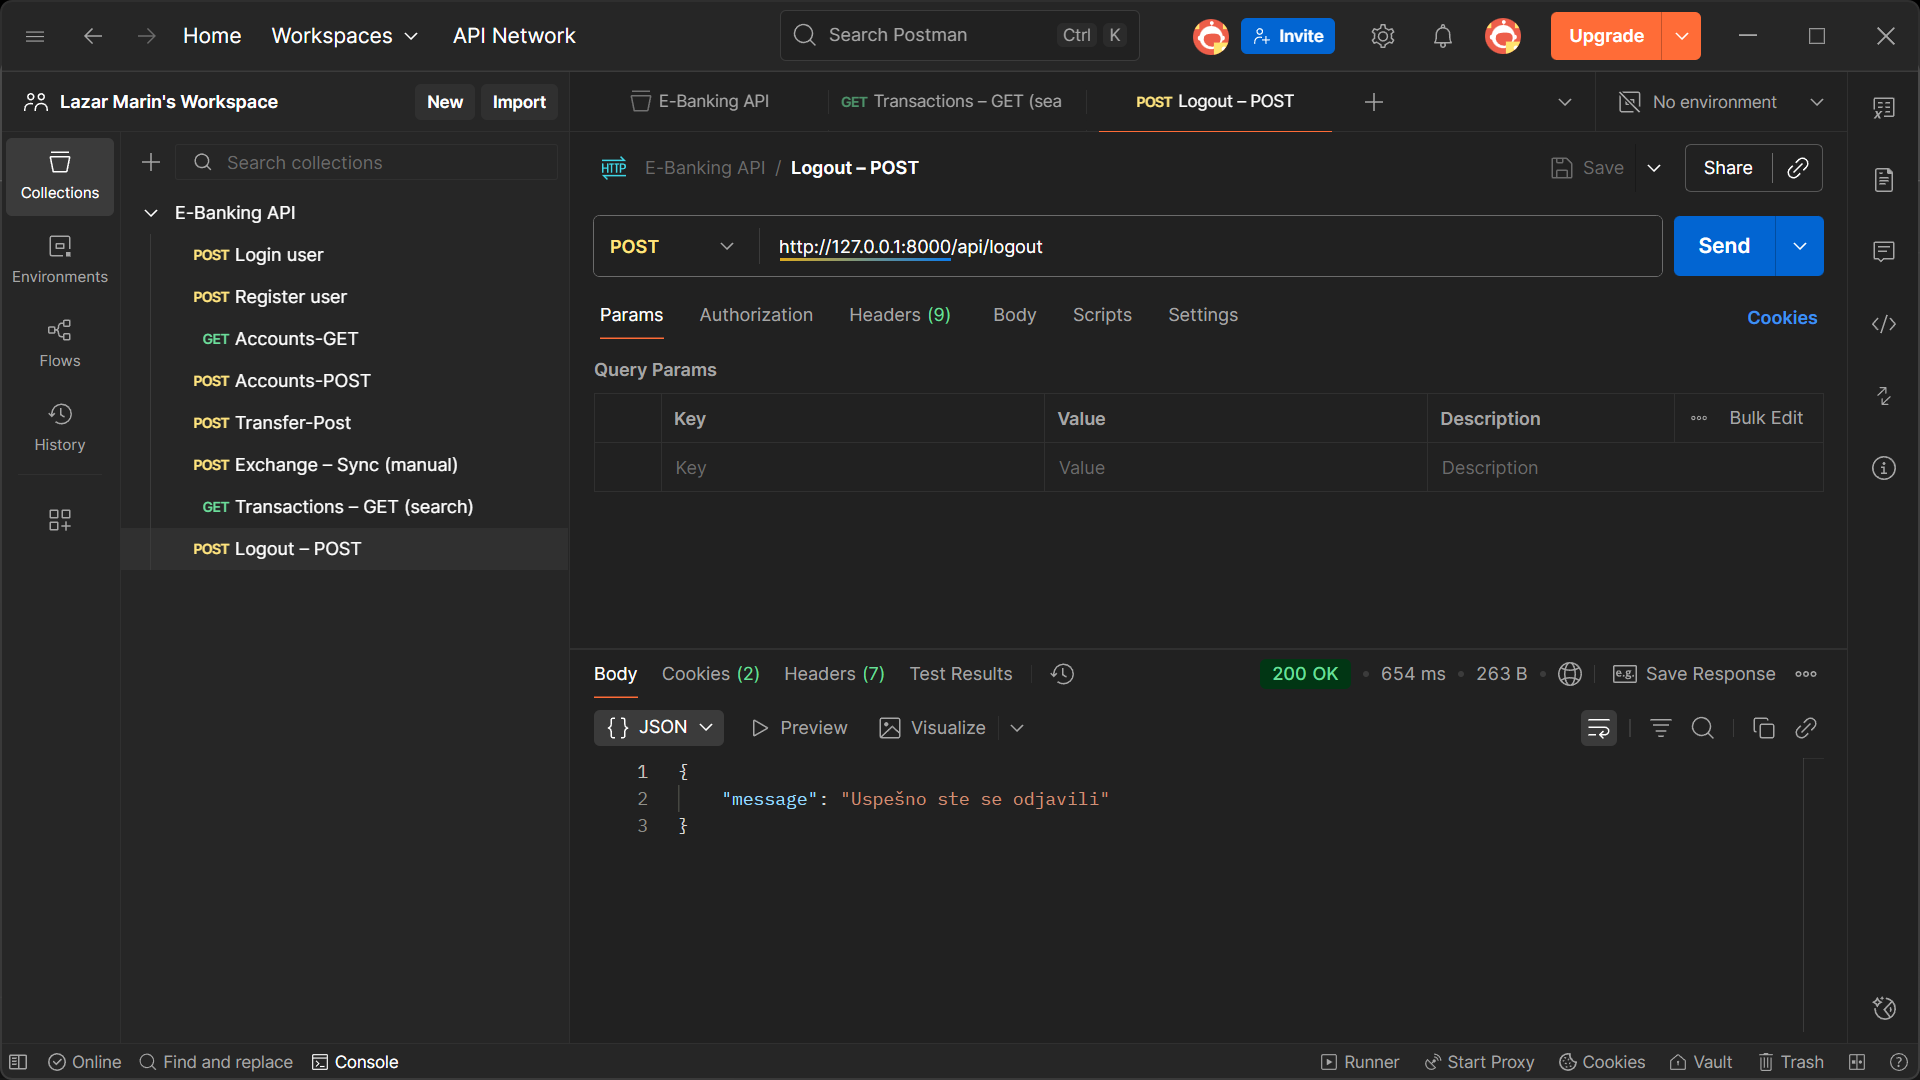 Home Workspaces API Network Search Postman Ctrl K Invite Upgrade
Lazar Marin's Workspace New Import
E-Banking API GET Transactions – GET (sea POST Logout – POST No environment
Collections
Environments
Flows
History
Search collections
E-Banking API
POST Login user
POST Register user
GET Accounts-GET
POST Accounts-POST
POST Transfer-Post
POST Exchange – Sync (manual)
GET Transactions – GET (search)
POST Logout – POST
HTTP E-Banking API / Logout – POST Save Share
POST http://127.0.0.1:8000/api/logout Send
Params Authorization Headers (9) Body Scripts Settings Cookies
Query Params
Key Value Description Bulk Edit
Key Value Description
Body Cookies (2) Headers (7) Test Results 200 OK 654 ms 263 B e.g. Save Response
{} JSON Preview Visualize
1 {
2 "message": "Uspešno ste se odjavili"
3 }
Online Find and replace Console Runner Start Proxy Cookies Vault Trash